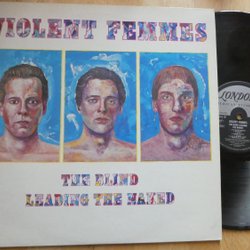 VIOLENT FEMMES
THE BLIND
LEADING THE NAKED
LONDON